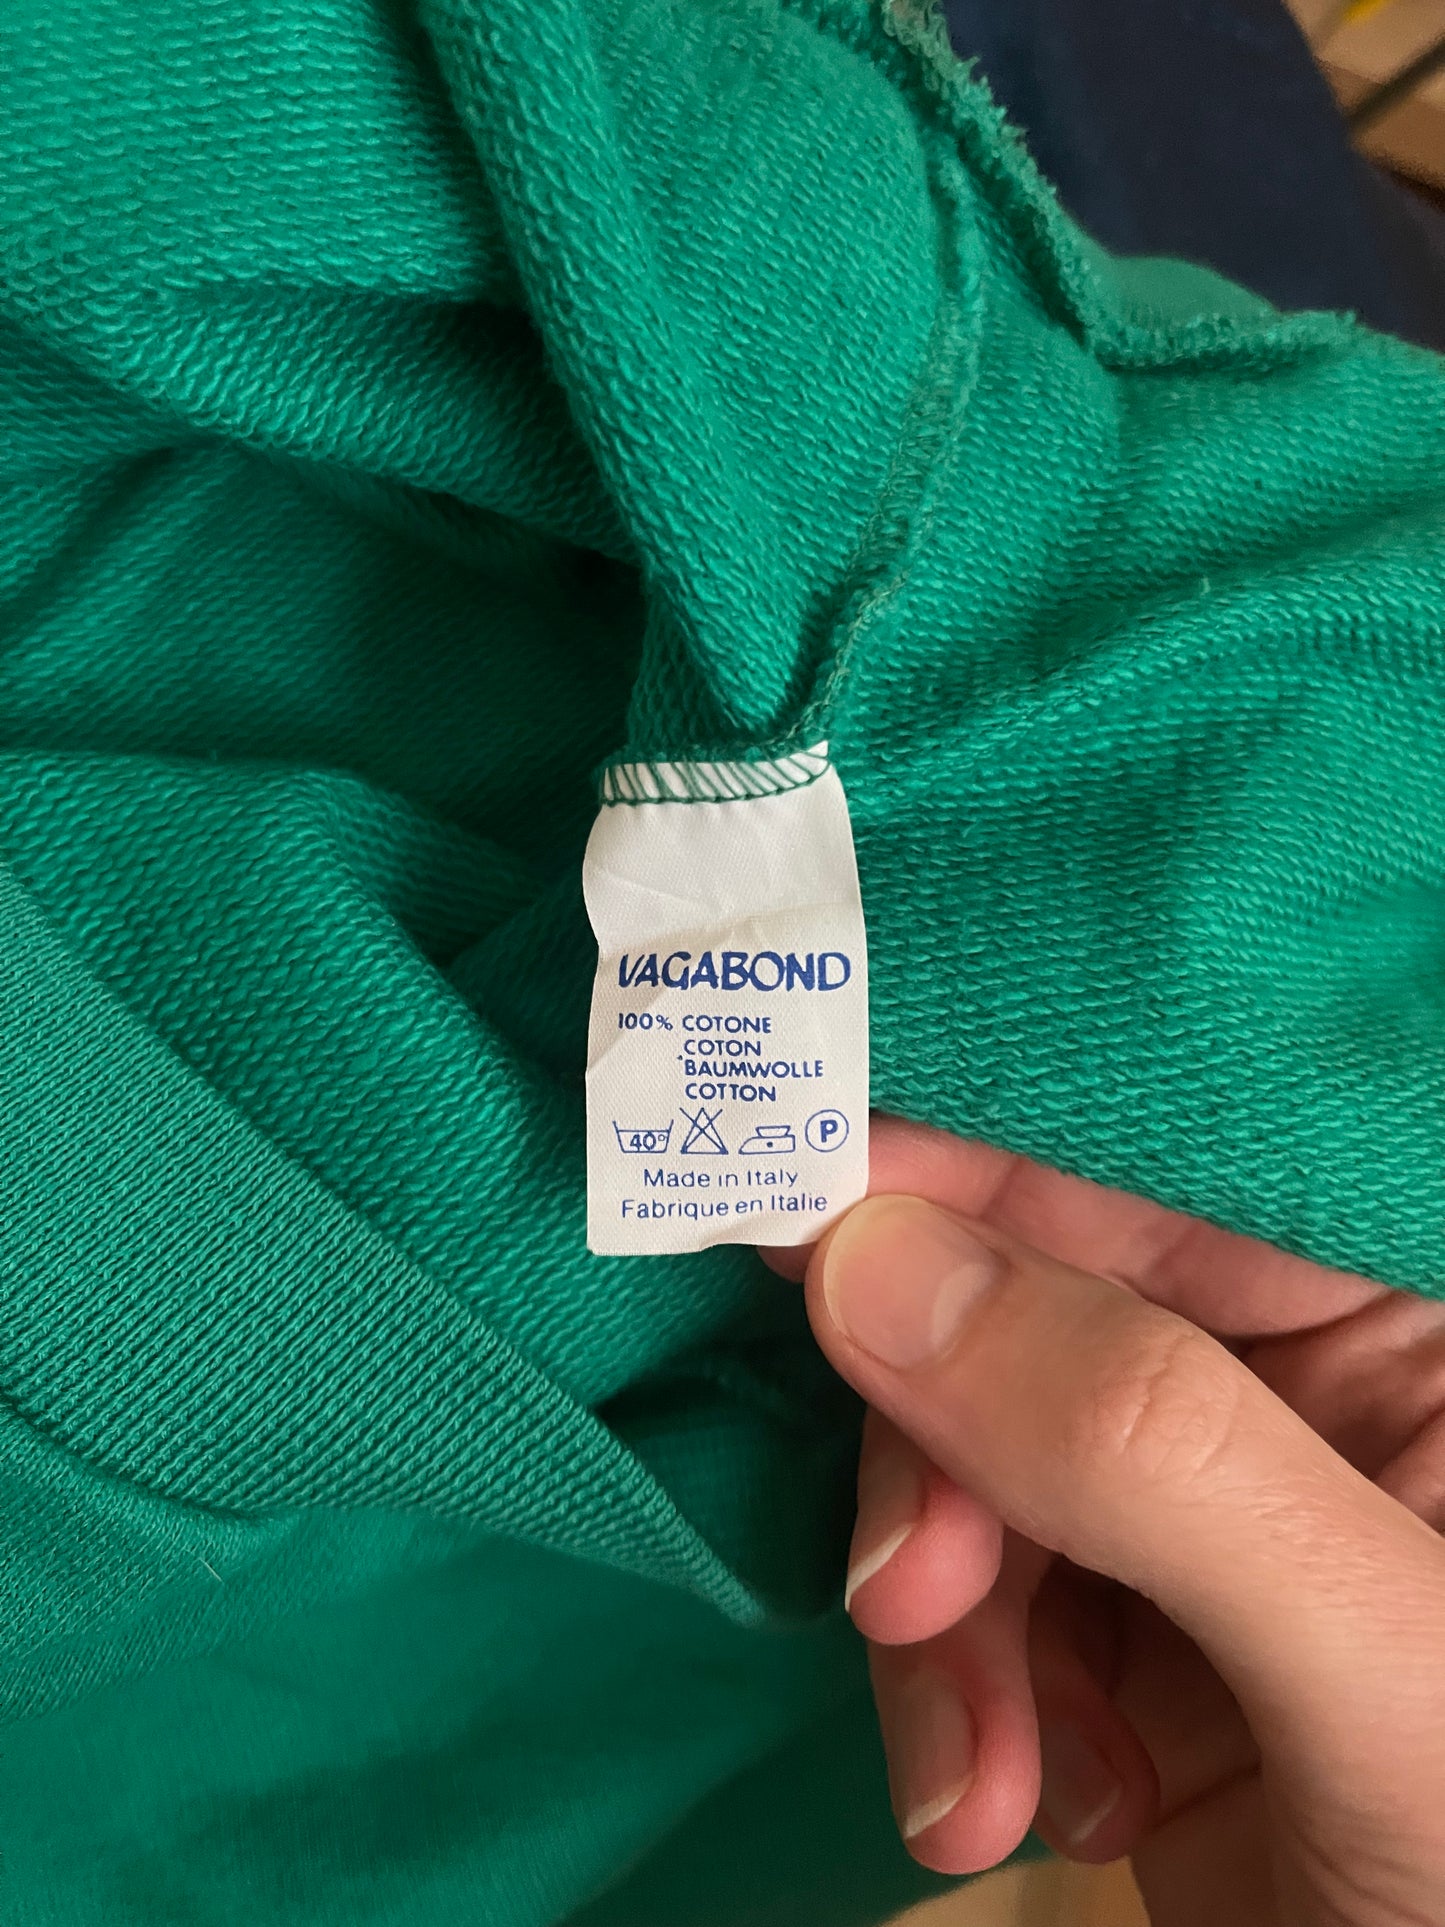 VAGABOND
100% COTONE
COTON
BAUMWOLLE
COTTON
40° P
Made in Italy
Fabrique en Italie